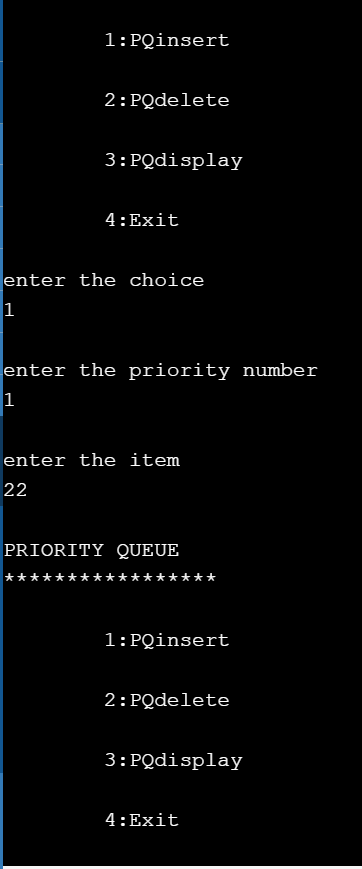 1:PQinsert
2:PQdelete
3:PQdisplay
4:Exit
enter the choice
1
enter the priority number
1
enter the item
22
PRIORITY QUEUE
*****************
1:PQinsert
2:PQdelete
3:PQdisplay
4:Exit